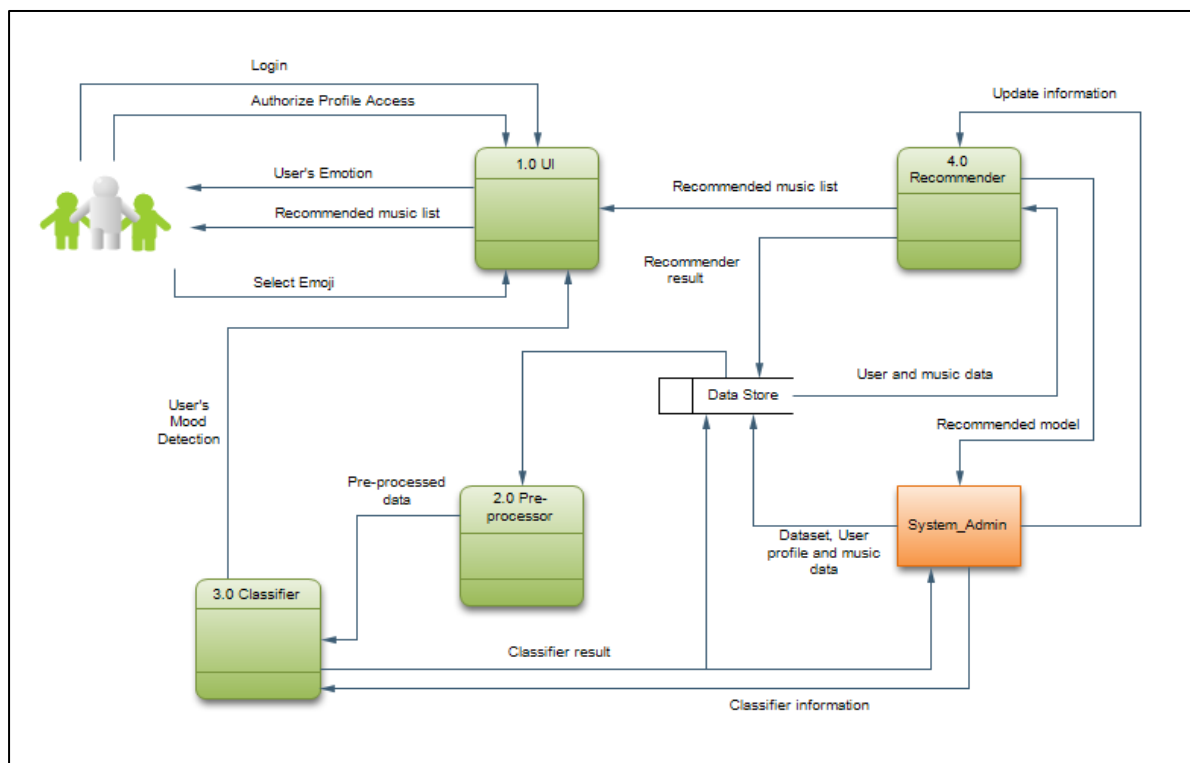 Login
Authorize Profile Access
Update information
1.0 UI
4.0
Recommender
User's Emotion
Recommended music list
Recommended music list
Recommender
result
Select Emoji
User and music data
Data Store
User's
Mood
Detection
Recommended model
Pre-processed
data
2.0 Pre-
processor
System_Admin
Dataset, User
profile and music
data
3.0 Classifier
Classifier result
Classifier information